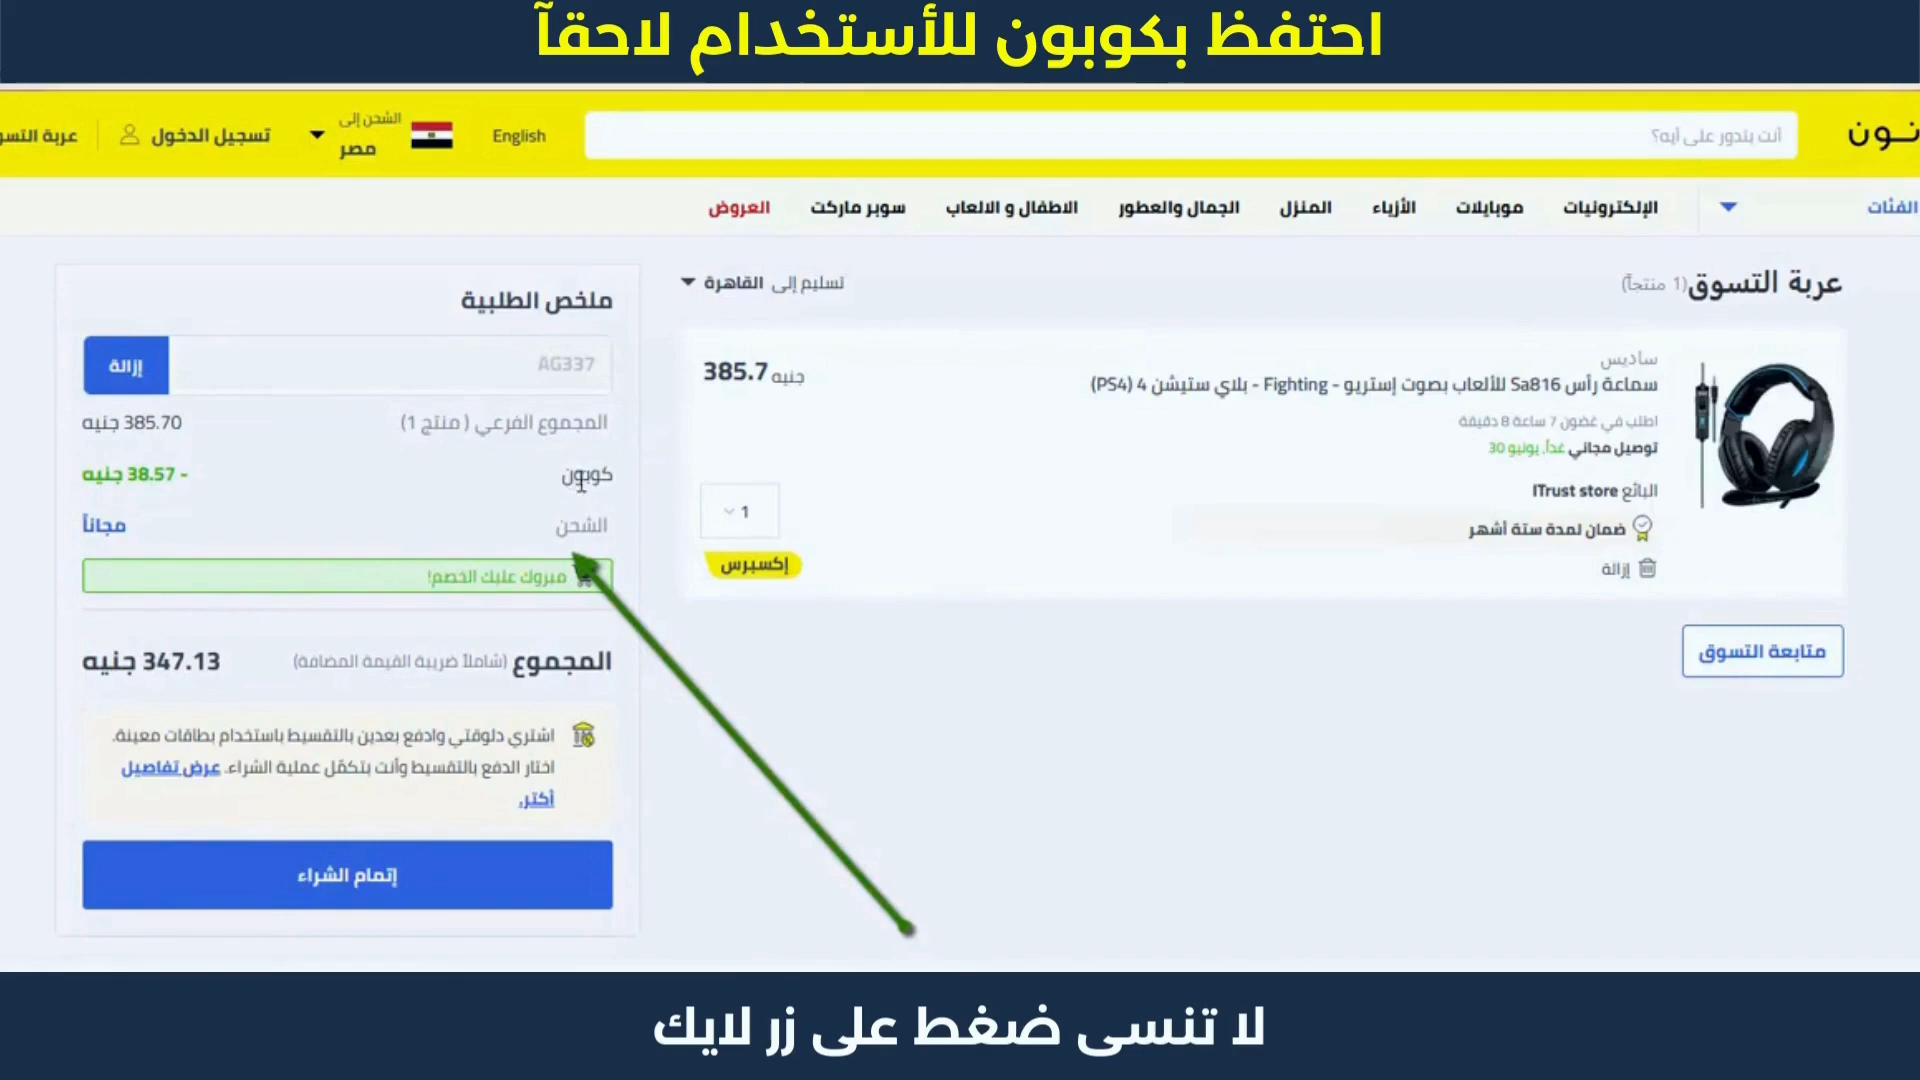 احتفظ بكوبون للأستخدام لاحقآ
نون
أنت بتدور على أيه؟
English
الشحن إلى
مصر
تسجيل الدخول
عربة التسو
الفئات
الإلكترونيات
موبايلات
الأزياء
المنزل
الجمال والعطور
الاطفال و الالعاب
سوبر ماركت
العروض
عربة التسوق (1 منتجاً)
تسليم إلى القاهرة
ساديس
سماعة رأس Sa816 للألعاب بصوت إستريو - Fighting - بلاي ستيشن 4 (PS4)
جنيه 385.7
اطلب في غضون 7 ساعة 8 دقيقة
توصيل مجاني غداً، يونيو 30
البائع ITrust store
ضمان لمدة ستة أشهر
إزالة
1
إكسبرس
متابعة التسوق
ملخص الطلبية
AG337
إزالة
المجموع الفرعي ( منتج 1)
385.70 جنيه
كوبون
- 38.57 جنيه
الشحن
مجاناً
مبروك عليك الخصم!
المجموع (شاملاً ضريبة القيمة المضافة)
347.13 جنيه
اشتري دلوقتي وادفع بعدين بالتقسيط باستخدام بطاقات معينة.
اختار الدفع بالتقسيط وأنت بتكمّل عملية الشراء. عرض تفاصيل
أكتر.
إتمام الشراء
لا تنسى ضغط على زر لايك